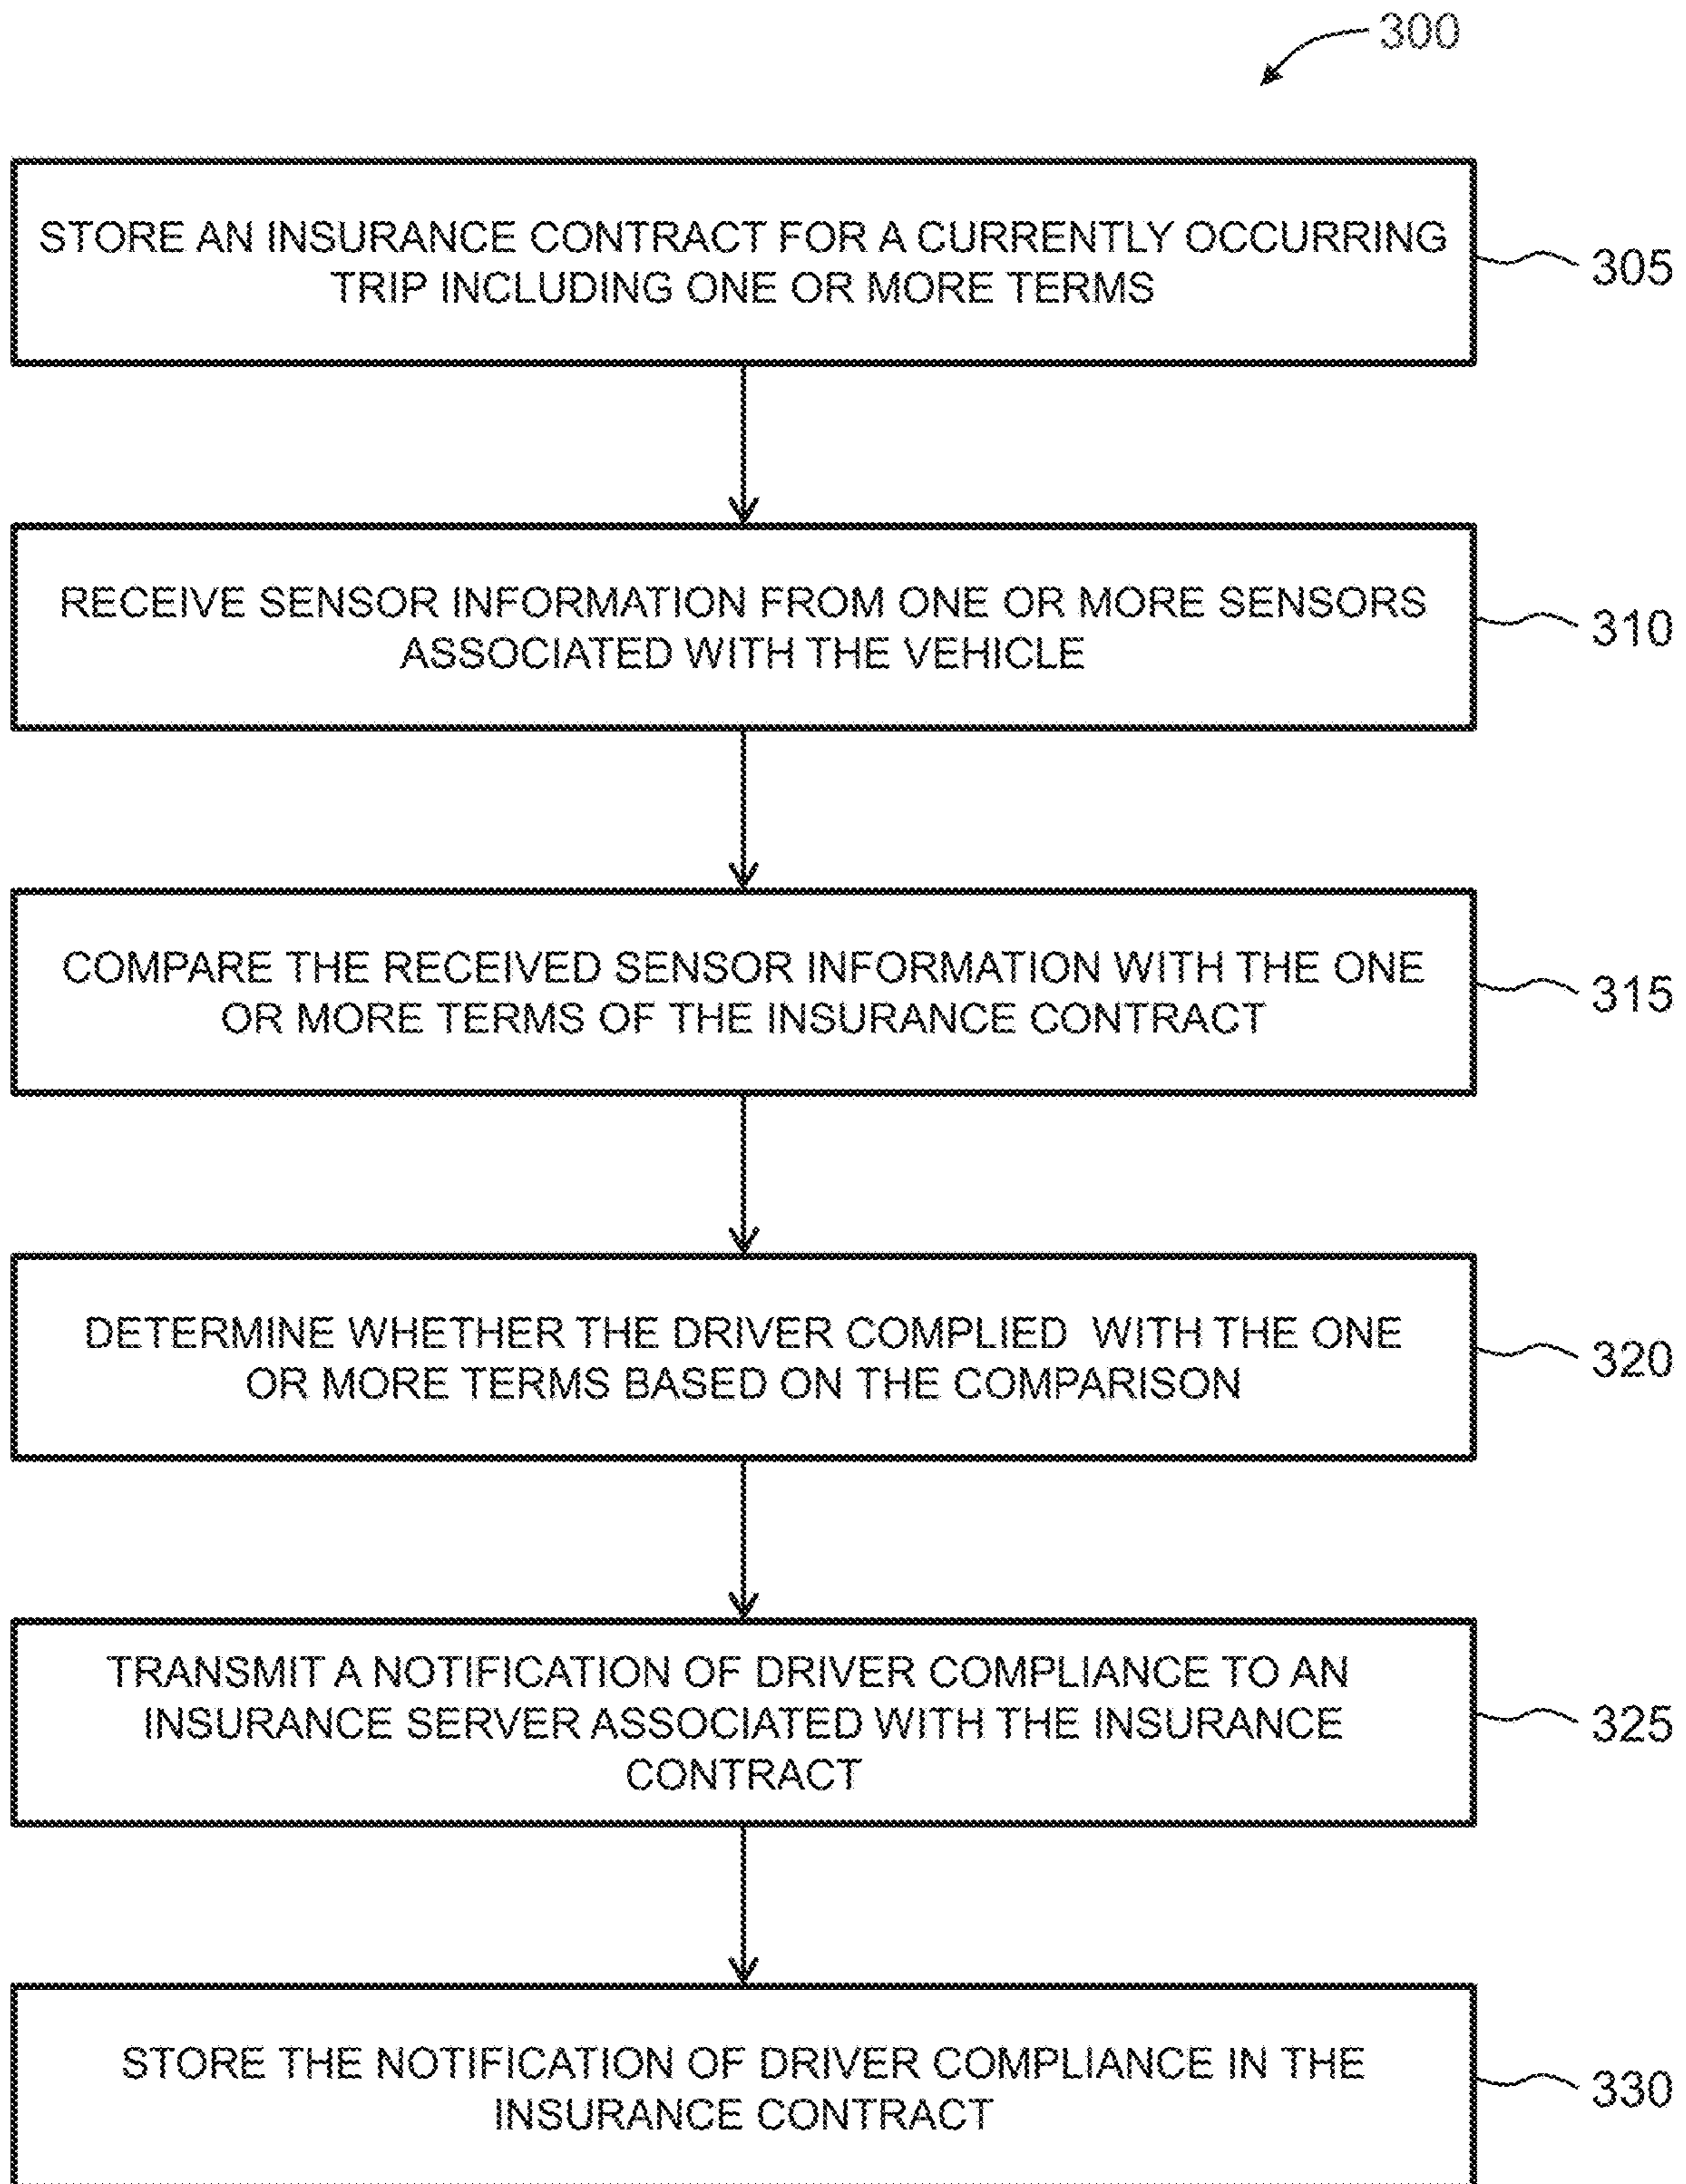 300
STORE AN INSURANCE CONTRACT FOR A CURRENTLY OCCURRING
TRIP INCLUDING ONE OR MORE TERMS
305
RECEIVE SENSOR INFORMATION FROM ONE OR MORE SENSORS
ASSOCIATED WITH THE VEHICLE
310
COMPARE THE RECEIVED SENSOR INFORMATION WITH THE ONE
OR MORE TERMS OF THE INSURANCE CONTRACT
315
DETERMINE WHETHER THE DRIVER COMPLIED WITH THE ONE
OR MORE TERMS BASED ON THE COMPARISON
320
TRANSMIT A NOTIFICATION OF DRIVER COMPLIANCE TO AN
INSURANCE SERVER ASSOCIATED WITH THE INSURANCE
CONTRACT
325
STORE THE NOTIFICATION OF DRIVER COMPLIANCE IN THE
INSURANCE CONTRACT
330